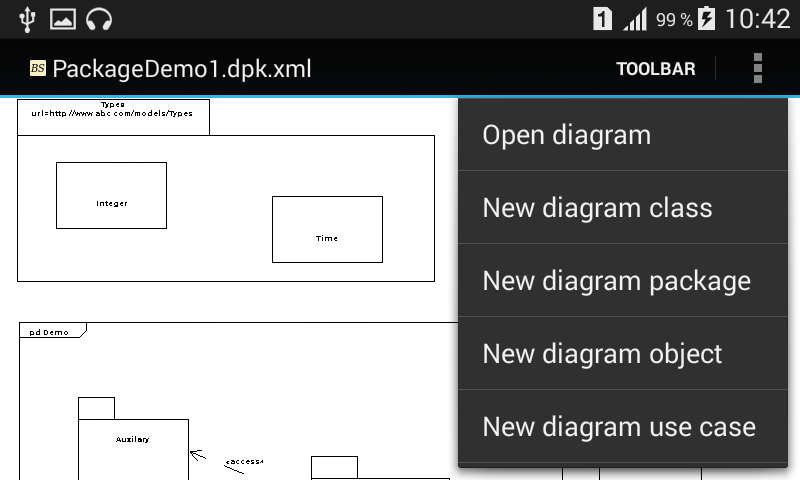 1 99 % 10:42
BS PackageDemo1.dpk.xml TOOLBAR
Types
url=http://www.abc.com/models/Types
Integer
Time
pd Demo
Auxilary
«access»
Open diagram
New diagram class
New diagram package
New diagram object
New diagram use case